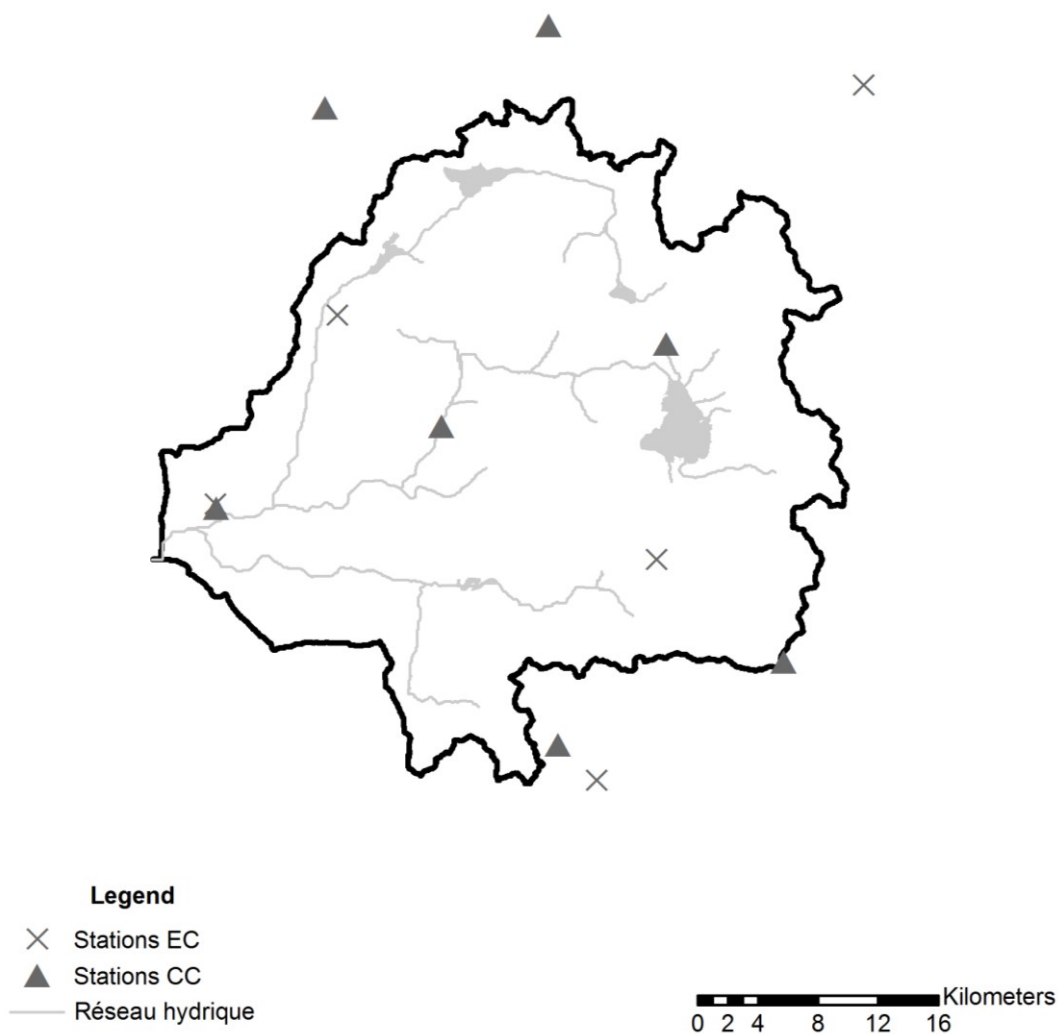 Legend
Stations EC
Stations CC
Réseau hydrique
Kilometers
0 2 4 8 12 16